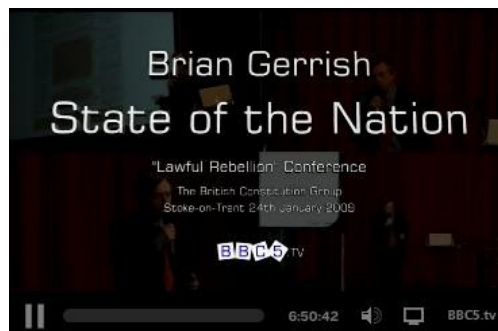 Brian Gerrish
State of the Nation
"Lawful Rebellion" Conference
The British Constitution Group
Stoke-on-Trent 24th January 2009
BBC5.TV
6:50:42
BBC5.tv